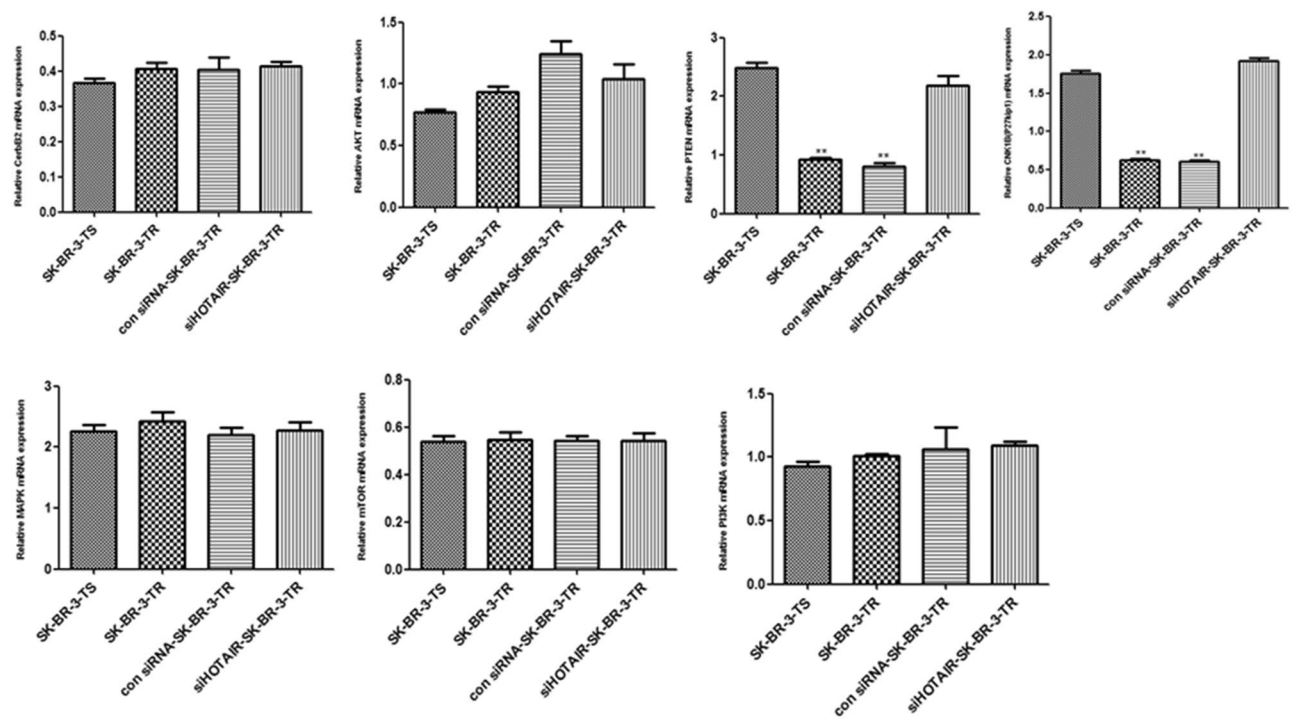 Relative CerbB2 mRNA expression
0.5
0.4
0.3
0.2
0.1
0.0
SK-BR-3-TS
SK-BR-3-TR
con siRNA-SK-BR-3-TR
siHOTAIR-SK-BR-3-TR
Relative AKT mRNA expression
1.5
1.0
0.5
0.0
SK-BR-3-TS
SK-BR-3-TR
con siRNA-SK-BR-3-TR
siHOTAIR-SK-BR-3-TR
Relative PTEN mRNA expression
3
2
1
0
**
**
SK-BR-3-TS
SK-BR-3-TR
con siRNA-SK-BR-3-TR
siHOTAIR-SK-BR-3-TR
Relative CNK1B(P27kip1) mRNA expression
2.5
2.0
1.5
1.0
0.5
0.0
**
**
SK-BR-3-TS
SK-BR-3-TR
con siRNA-SK-BR-3-TR
siHOTAIR-SK-BR-3-TR
Relative MAPK mRNA expression
3
2
1
0
SK-BR-3-TS
SK-BR-3-TR
con siRNA-SK-BR-3-TR
siHOTAIR-SK-BR-3-TR
Relative mTOR mRNA expression
0.8
0.6
0.4
0.2
0.0
SK-BR-3-TS
SK-BR-3-TR
con siRNA-SK-BR-3-TR
siHOTAIR-SK-BR-3-TR
Relative PI3K mRNA expression
1.5
1.0
0.5
0.0
SK-BR-3-TS
SK-BR-3-TR
con siRNA-SK-BR-3-TR
siHOTAIR-SK-BR-3-TR